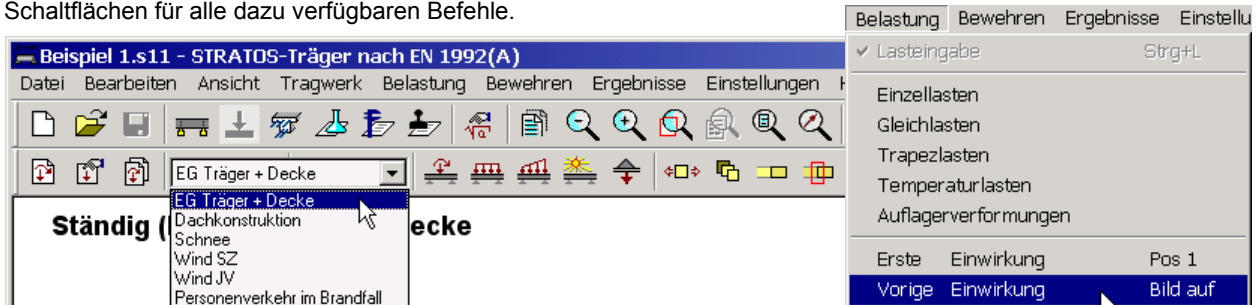 Schaltflächen für alle dazu verfügbaren Befehle.
Beispiel 1.s11 - STRATOS-Träger nach EN 1992(A)
Datei Bearbeiten Ansicht Tragwerk Belastung Bewehren Ergebnisse Einstellungen
EG Träger + Decke
EG Träger + Decke
Dachkonstruktion
Schnee
Wind SZ
Wind JV
Personenverkehr im Brandfall
Ständig ( ecke
Belastung Bewehren Ergebnisse Einstellu
Lasteingabe Strg+L
Einzellasten
Gleichlasten
Trapezlasten
Temperaturlasten
Auflagerverformungen
Erste Einwirkung Pos 1
Vorige Einwirkung Bild auf